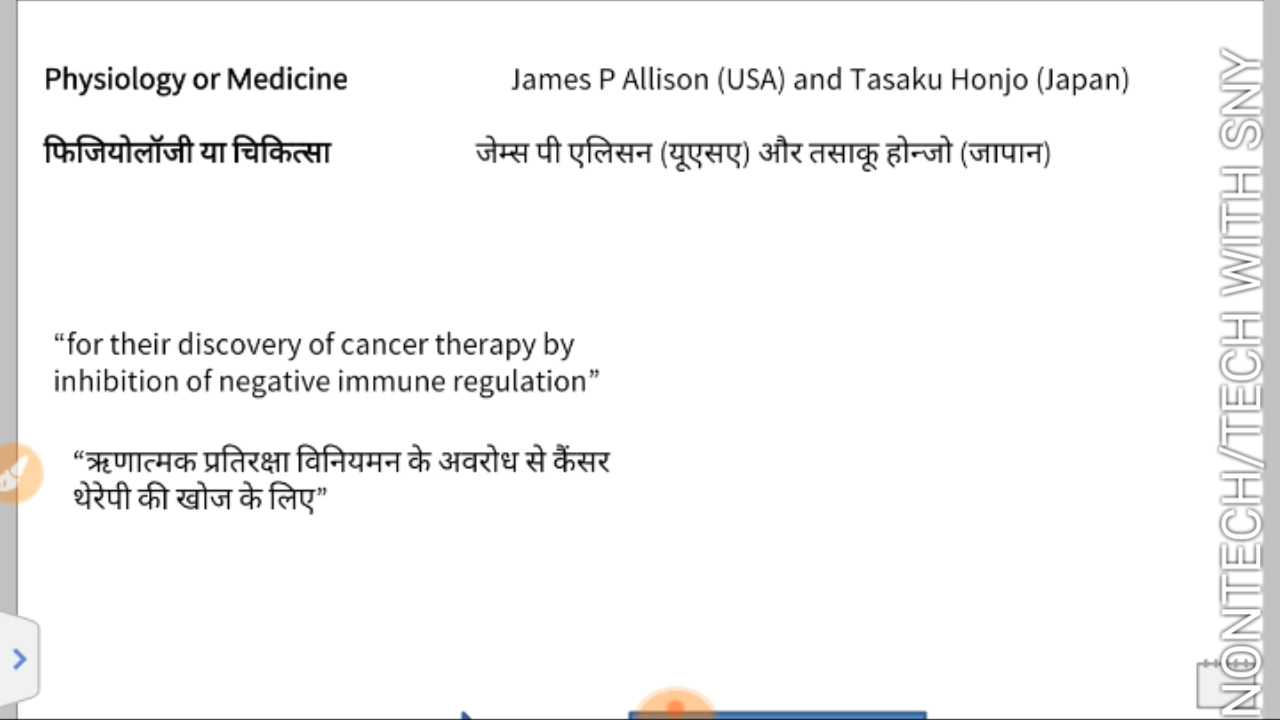 Physiology or Medicine
James P Allison (USA) and Tasaku Honjo (Japan)
फिजियोलॉजी या चिकित्सा
जेम्स पी एलिसन (यूएसए) और तसाकू होन्जो (जापान)
“for their discovery of cancer therapy by
inhibition of negative immune regulation”
“ऋणात्मक प्रतिरक्षा विनियमन के अवरोध से कैंसर
थेरेपी की खोज के लिए”
NONTECH/TECH WITH SNY